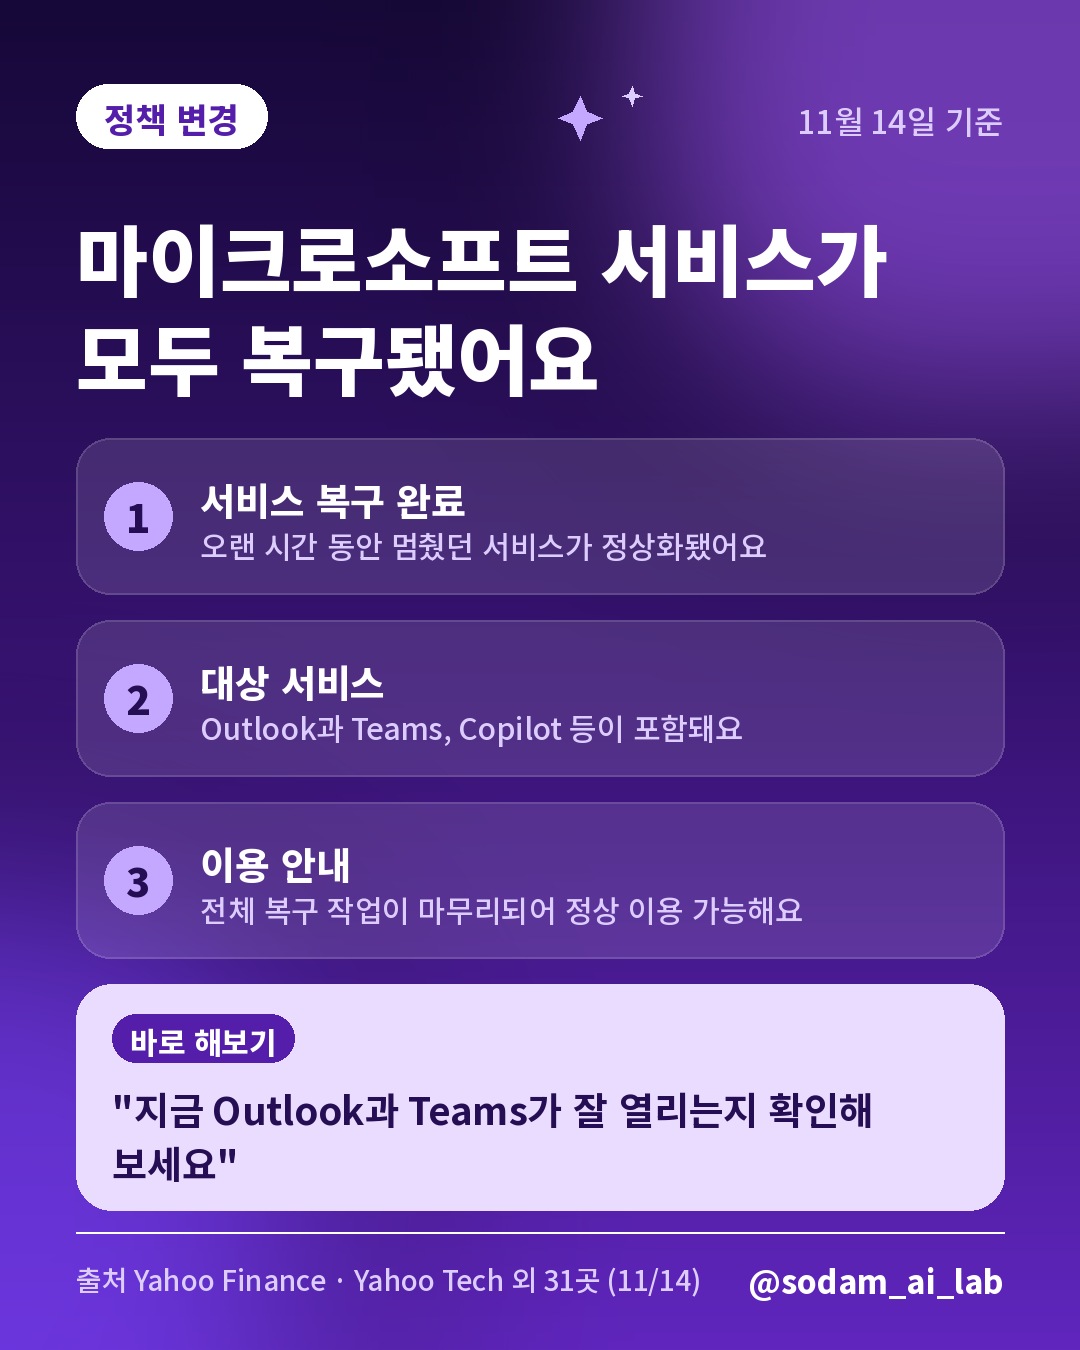 정책 변경
11월 14일 기준
마이크로소프트 서비스가
모두 복구됐어요
1
서비스 복구 완료
오랜 시간 동안 멈췄던 서비스가 정상화됐어요
2
대상 서비스
Outlook과 Teams, Copilot 등이 포함돼요
3
이용 안내
전체 복구 작업이 마무리되어 정상 이용 가능해요
바로 해보기
"지금 Outlook과 Teams가 잘 열리는지 확인해
보세요"
출처 Yahoo Finance · Yahoo Tech 외 31곳 (11/14)
@sodam_ai_lab